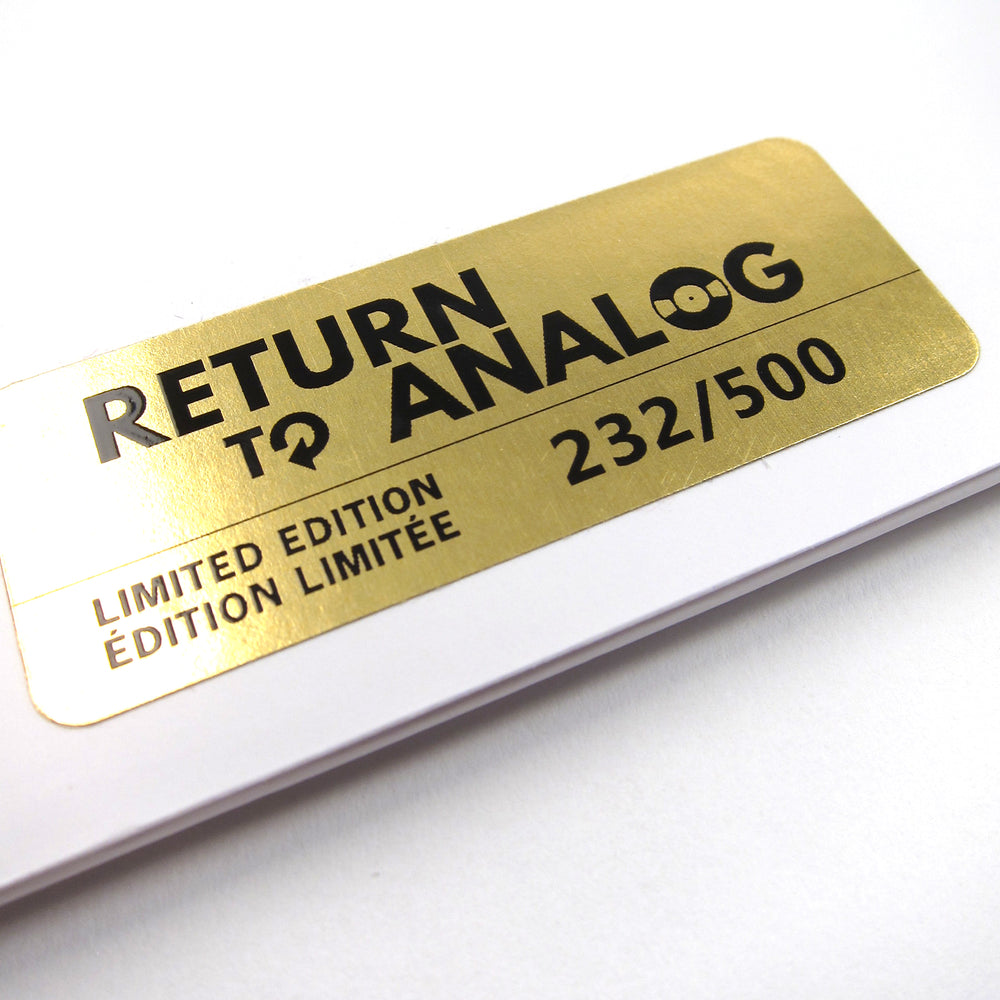 RETURN
TO ANALOG
LIMITED EDITION
ÉDITION LIMITÉE
232/500